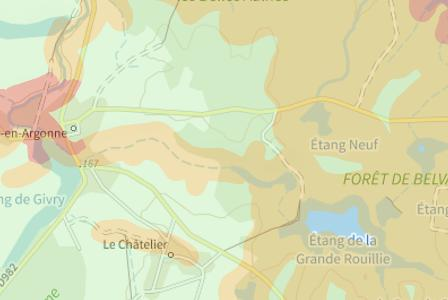 -en-Argonne
167
Étang Neuf
FORÊT DE BELVA
ng de Givry
Étang
Le Châtelier
Étang de la
Grande Rouillie
D982